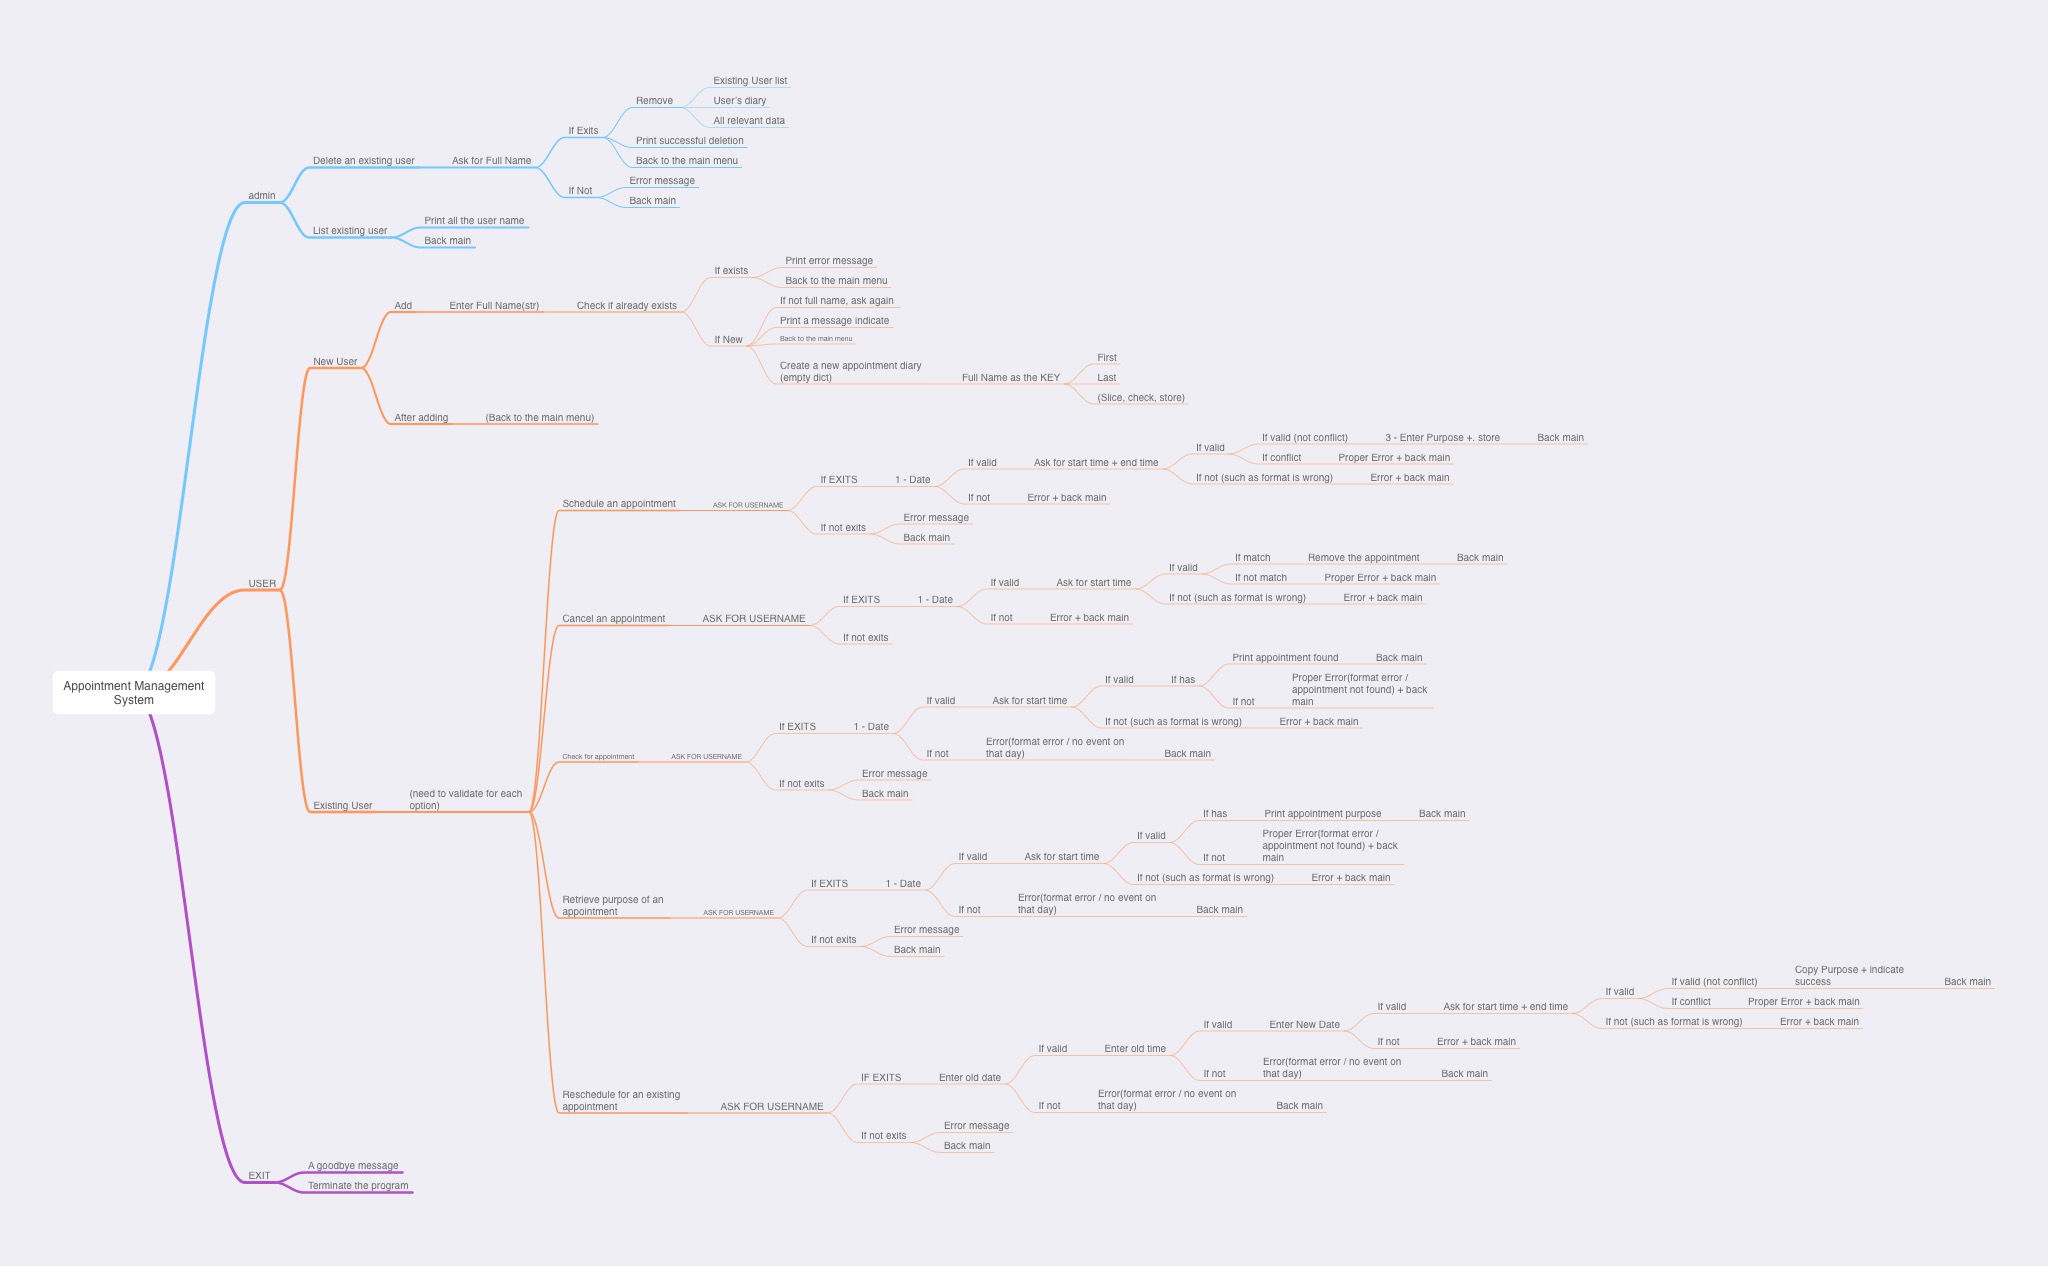 Appointment Management
System
admin
Delete an existing user
Ask for Full Name
If Exits
Remove
Existing User list
User's diary
All relevant data
Print successful deletion
Back to the main menu
If Not
Error message
Back main
List existing user
Print all the user name
Back main
USER
New User
Add
Enter Full Name(str)
Check if already exists
If exists
Print error message
Back to the main menu
If New
If not full name, ask again
Print a message indicate
Back to the main menu
Create a new appointment diary
(empty dict)
Full Name as the KEY
First
Last
(Slice, check, store)
After adding
(Back to the main menu)
Existing User
(need to validate for each
option)
Schedule an appointment
ASK FOR USERNAME
If EXITS
1 - Date
If valid
Ask for start time + end time
If valid
If valid (not conflict)
3 - Enter Purpose +. store
Back main
If conflict
Proper Error + back main
If not (such as format is wrong)
Error + back main
If not
Error + back main
If not exits
Error message
Back main
Cancel an appointment
ASK FOR USERNAME
If EXITS
1 - Date
If valid
Ask for start time
If valid
If match
Remove the appointment
Back main
If not match
Proper Error + back main
If not (such as format is wrong)
Error + back main
If not
Error + back main
If not exits
Check for appointment
ASK FOR USERNAME
If EXITS
1 - Date
If valid
Ask for start time
If valid
If has
Print appointment found
Back main
If not
Proper Error(format error /
appointment not found) + back
main
If not (such as format is wrong)
Error + back main
If not
Error(format error / no event on
that day)
Back main
If not exits
Error message
Back main
Retrieve purpose of an
appointment
ASK FOR USERNAME
If EXITS
1 - Date
If valid
Ask for start time
If valid
If has
Print appointment purpose
Back main
If not
Proper Error(format error /
appointment not found) + back
main
If not (such as format is wrong)
Error + back main
If not
Error(format error / no event on
that day)
Back main
If not exits
Error message
Back main
Reschedule for an existing
appointment
ASK FOR USERNAME
IF EXITS
Enter old date
If valid
Enter old time
If valid
Enter New Date
If valid
Ask for start time + end time
If valid
If valid (not conflict)
Copy Purpose + indicate
success
Back main
If conflict
Proper Error + back main
If not (such as format is wrong)
Error + back main
If not
Error + back main
If not
Error(format error / no event on
that day)
Back main
If not
Error(format error / no event on
that day)
Back main
If not exits
Error message
Back main
EXIT
A goodbye message
Terminate the program